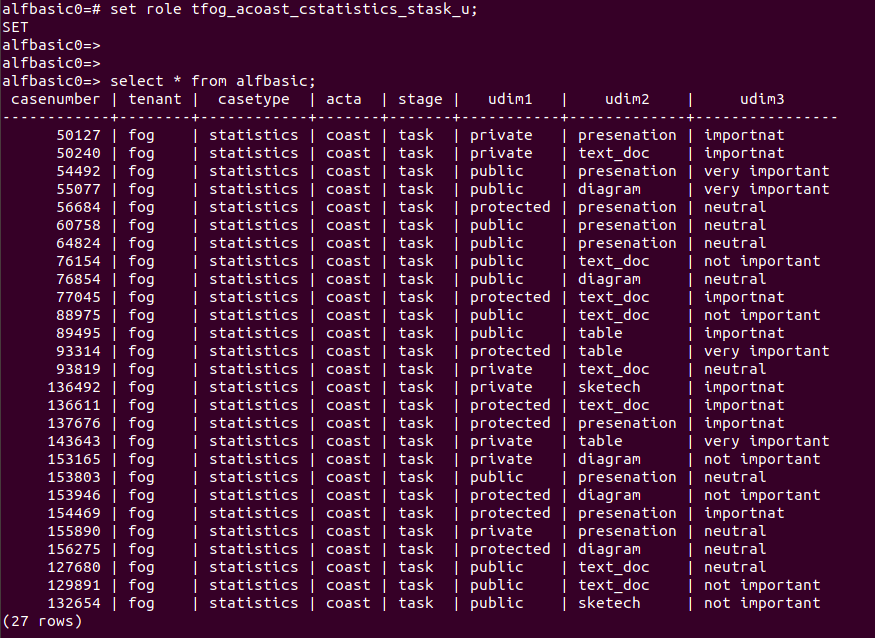 alfbasic0=# set role tfog_acoast_cstatistics_stask_u;
SET
alfbasic0=>
alfbasic0=>
alfbasic0=> select * from alfbasic;
 casenumber | tenant |  casetype  | acta  | stage |   udim1   |    udim2    |     udim3
------------+--------+------------+-------+-------+-----------+-------------+----------------
      50127 | fog    | statistics | coast | task  | private   | presenation | importnat
      50240 | fog    | statistics | coast | task  | private   | text_doc    | importnat
      54492 | fog    | statistics | coast | task  | public    | presenation | very important
      55077 | fog    | statistics | coast | task  | public    | diagram     | very important
      56684 | fog    | statistics | coast | task  | protected | presenation | neutral
      60758 | fog    | statistics | coast | task  | public    | presenation | neutral
      64824 | fog    | statistics | coast | task  | public    | presenation | neutral
      76154 | fog    | statistics | coast | task  | public    | text_doc    | not important
      76854 | fog    | statistics | coast | task  | public    | diagram     | neutral
      77045 | fog    | statistics | coast | task  | protected | text_doc    | importnat
      88975 | fog    | statistics | coast | task  | public    | text_doc    | not important
      89495 | fog    | statistics | coast | task  | public    | table       | importnat
      93314 | fog    | statistics | coast | task  | protected | table       | very important
      93819 | fog    | statistics | coast | task  | private   | text_doc    | neutral
     136492 | fog    | statistics | coast | task  | private   | sketech     | importnat
     136611 | fog    | statistics | coast | task  | protected | text_doc    | importnat
     137676 | fog    | statistics | coast | task  | protected | presenation | importnat
     143643 | fog    | statistics | coast | task  | private   | table       | very important
     153165 | fog    | statistics | coast | task  | private   | diagram     | not important
     153803 | fog    | statistics | coast | task  | public    | presenation | neutral
     153946 | fog    | statistics | coast | task  | protected | diagram     | not important
     154469 | fog    | statistics | coast | task  | protected | presenation | importnat
     155890 | fog    | statistics | coast | task  | private   | presenation | neutral
     156275 | fog    | statistics | coast | task  | protected | diagram     | neutral
     127680 | fog    | statistics | coast | task  | public    | text_doc    | neutral
     129891 | fog    | statistics | coast | task  | public    | text_doc    | not important
     132654 | fog    | statistics | coast | task  | public    | sketech     | not important
(27 rows)